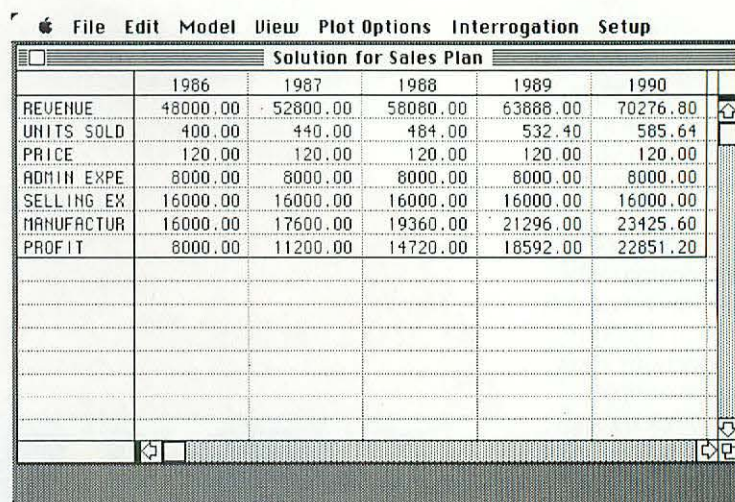 File Edit Model View Plot Options Interrogation Setup
Solution for Sales Plan
1986 1987 1988 1989 1990
REVENUE 48000.00 52800.00 58080.00 63888.00 70276.80
UNITS SOLD 400.00 440.00 484.00 532.40 585.64
PRICE 120.00 120.00 120.00 120.00 120.00
ADMIN EXPE 8000.00 8000.00 8000.00 8000.00 8000.00
SELLING EX 16000.00 16000.00 16000.00 16000.00 16000.00
MANUFACTUR 16000.00 17600.00 19360.00 21296.00 23425.60
PROFIT 8000.00 11200.00 14720.00 18592.00 22851.20